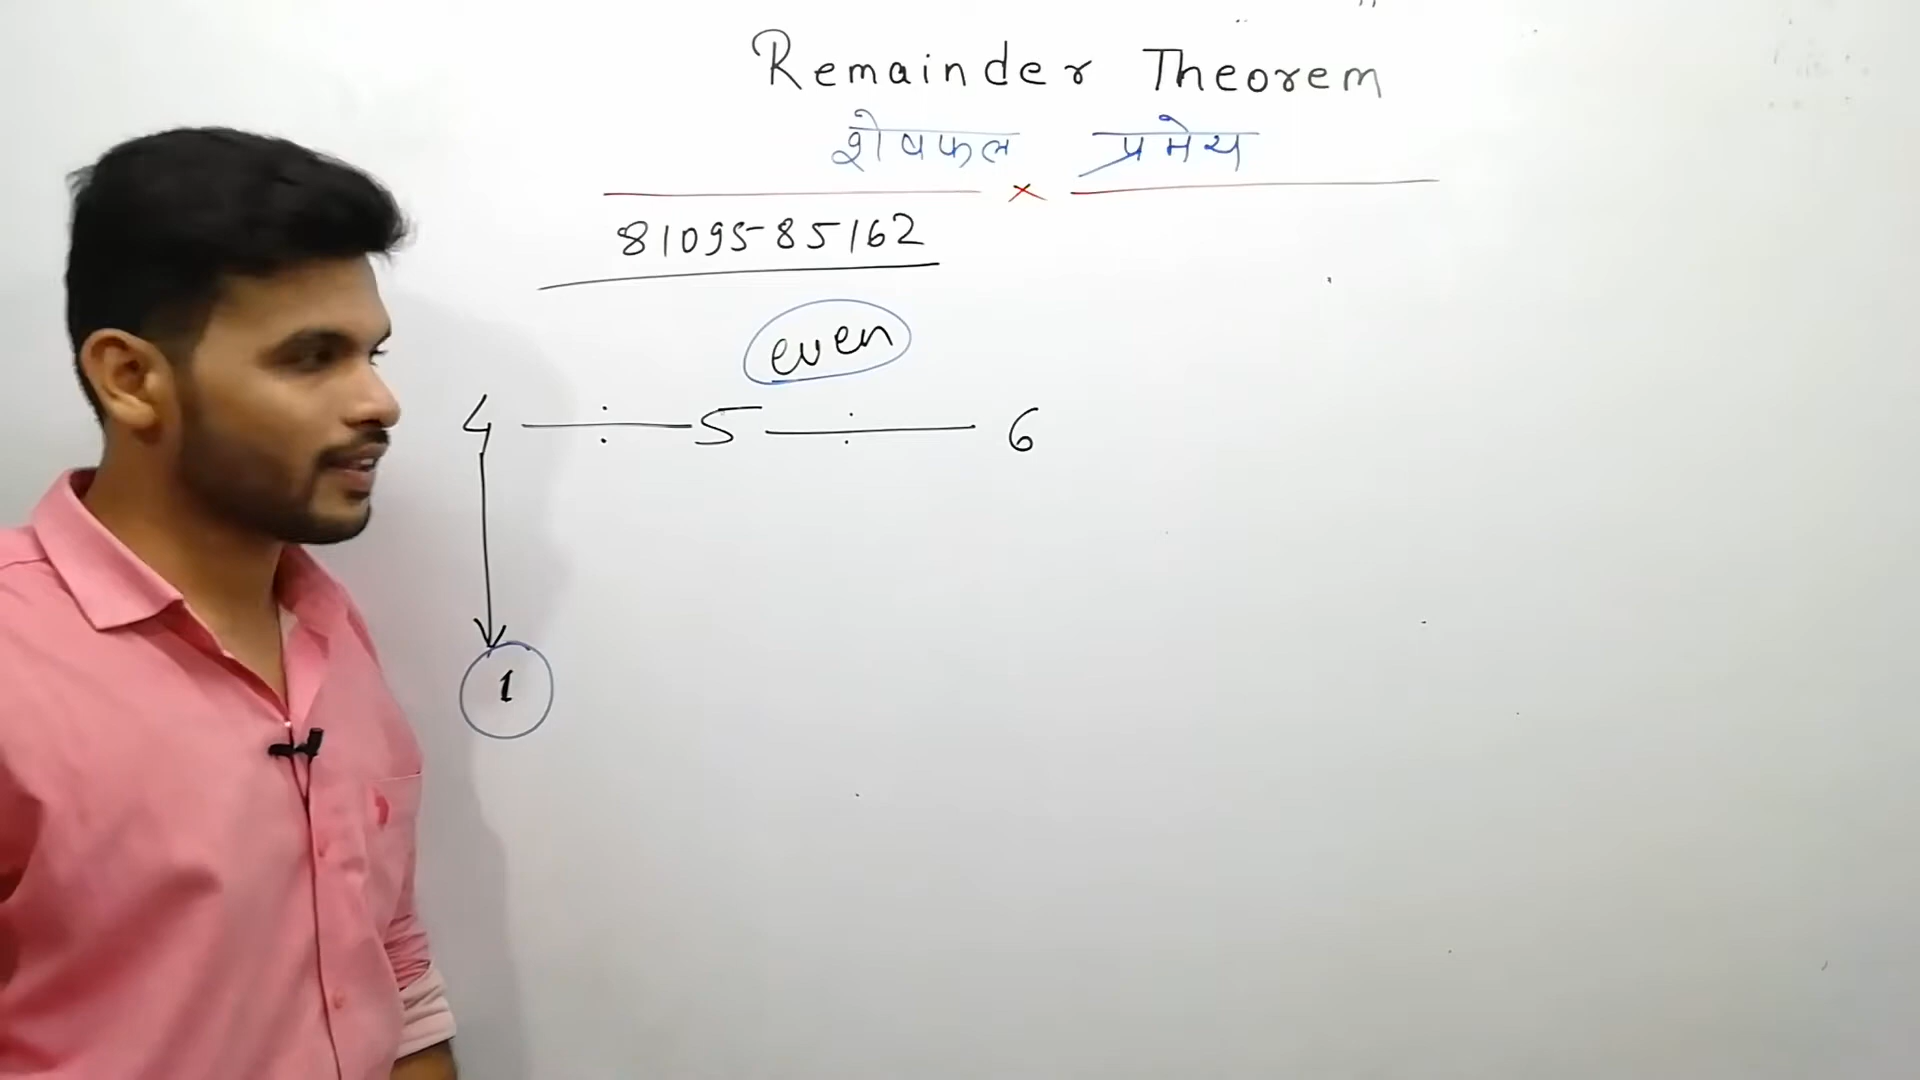 Remainder Theorem
शेषफल प्रमेय
×
81095-85162
even
4 ÷ 5 ÷ 6
1